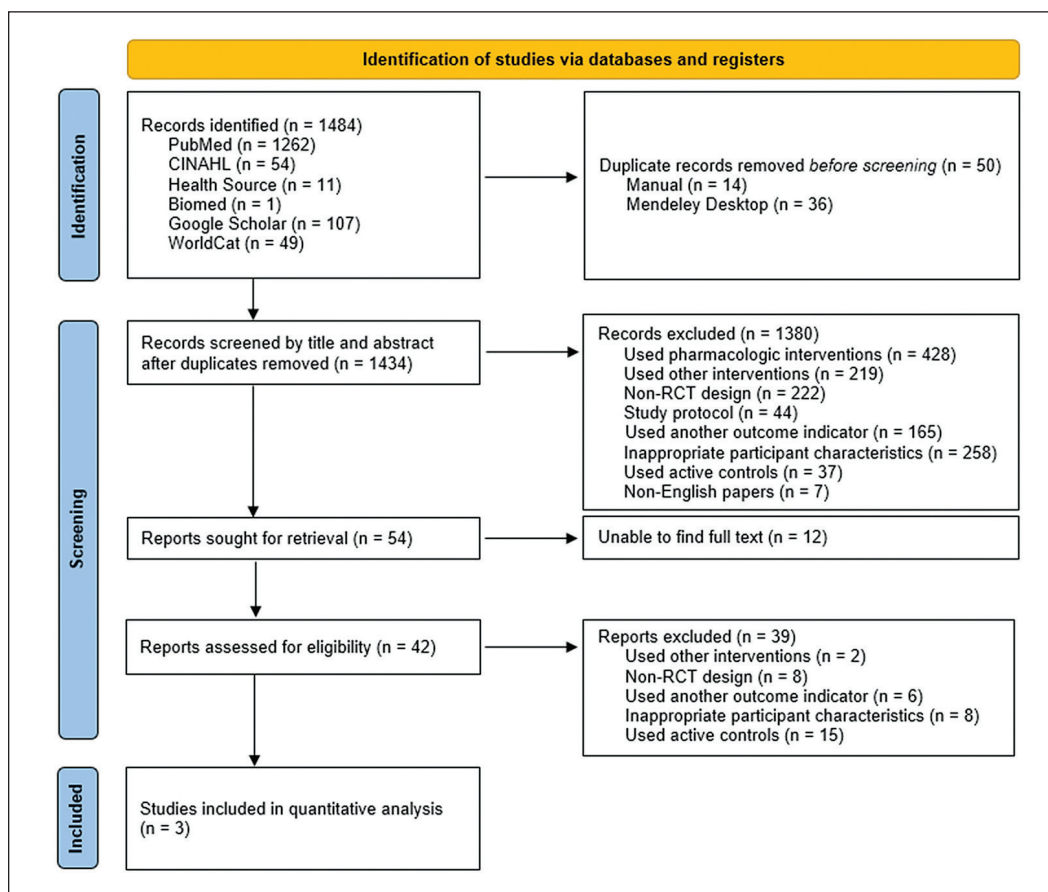 Identification of studies via databases and registers
Identification
Records identified (n = 1484)
PubMed (n = 1262)
CINAHL (n = 54)
Health Source (n = 11)
Biomed (n = 1)
Google Scholar (n = 107)
WorldCat (n = 49)
Duplicate records removed before screening (n = 50)
Manual (n = 14)
Mendeley Desktop (n = 36)
Screening
Records screened by title and abstract
after duplicates removed (n = 1434)
Records excluded (n = 1380)
Used pharmacologic interventions (n = 428)
Used other interventions (n = 219)
Non-RCT design (n = 222)
Study protocol (n = 44)
Used another outcome indicator (n = 165)
Inappropriate participant characteristics (n = 258)
Used active controls (n = 37)
Non-English papers (n = 7)
Reports sought for retrieval (n = 54)
Unable to find full text (n = 12)
Reports assessed for eligibility (n = 42)
Reports excluded (n = 39)
Used other interventions (n = 2)
Non-RCT design (n = 8)
Used another outcome indicator (n = 6)
Inappropriate participant characteristics (n = 8)
Used active controls (n = 15)
Included
Studies included in quantitative analysis
(n = 3)